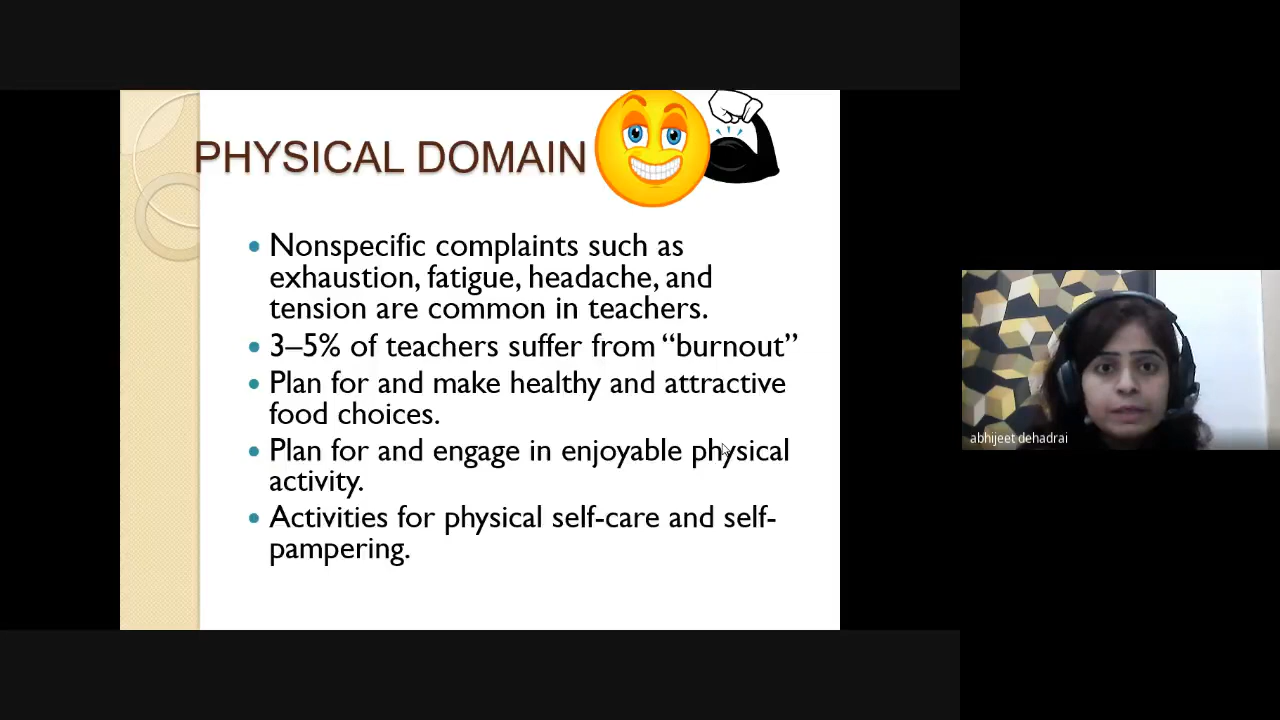 PHYSICAL DOMAIN
Nonspecific complaints such as
exhaustion, fatigue, headache, and
tension are common in teachers.
3–5% of teachers suffer from “burnout”
Plan for and make healthy and attractive
food choices.
Plan for and engage in enjoyable physical
activity.
Activities for physical self-care and self-
pampering.
abhijeet dehadrai